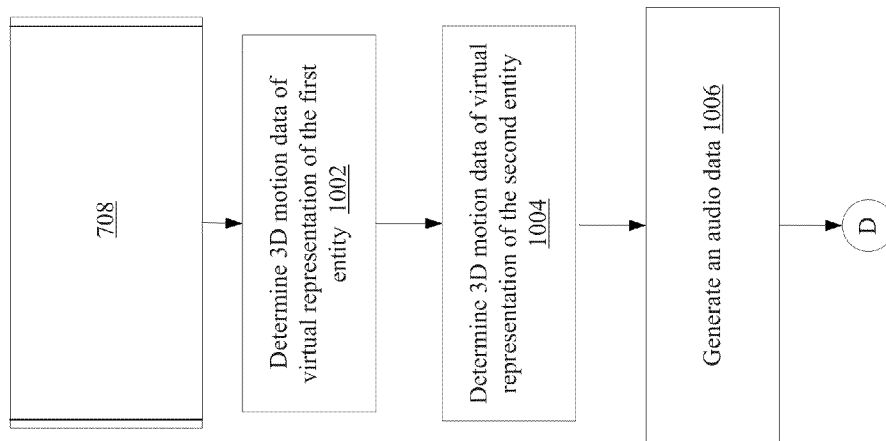 708
Determine 3D motion data of
virtual representation of the first
entity 1002
Determine 3D motion data of virtual
representation of the second entity
1004
Generate an audio data 1006
D